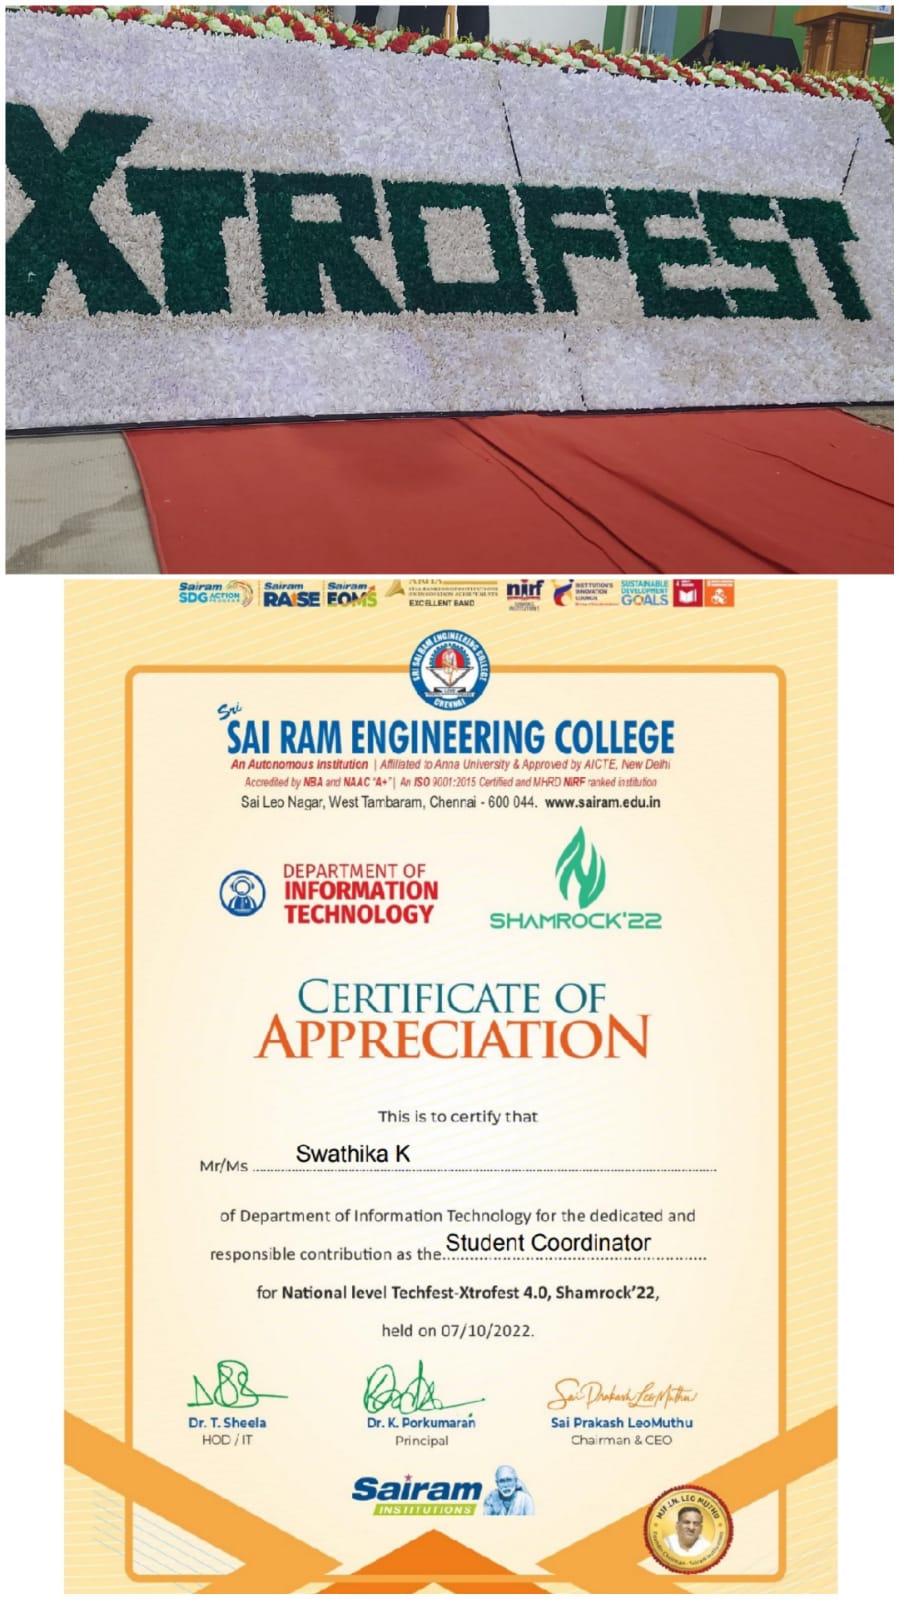 XTROFEST
Sairam SDG ACTION Sairam RAISE Sairam EOMS EXCELLENT BAND nirf INSTITUTION'S INNOVATION COUNCIL SUSTAINABLE DEVELOPMENT GOALS
SRI SAI RAM ENGINEERING COLLEGE
CHENNAI
Sri
SAI RAM ENGINEERING COLLEGE
An Autonomous Institution | Affiliated to Anna University & Approved by AICTE, New Delhi
Accredited by NBA and NAAC "A+" | An ISO 9001:2015 Certified and MHRD NIRF ranked institution
Sai Leo Nagar, West Tambaram, Chennai - 600 044. www.sairam.edu.in
DEPARTMENT OF
INFORMATION
TECHNOLOGY
SHAMROCK'22
CERTIFICATE OF
APPRECIATION
This is to certify that
Mr/Ms Swathika K
of Department of Information Technology for the dedicated and
responsible contribution as the Student Coordinator
for National level Techfest-Xtrofest 4.0, Shamrock'22,
held on 07/10/2022.
Sai Prakash LeoMuthu
Dr. T. Sheela Dr. K. Porkumaran Sai Prakash LeoMuthu
HOD / IT Principal Chairman & CEO
Sairam
INSTITUTIONS
MJF. LN. LEO MUTHU